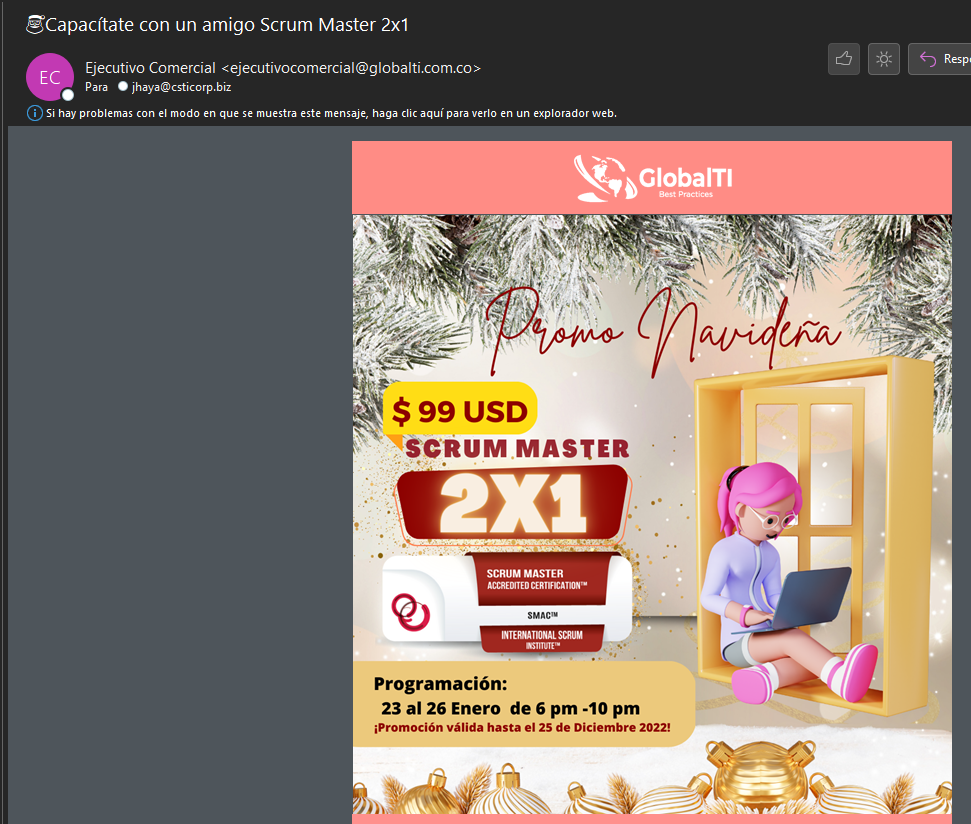 🎅Capacítate con un amigo Scrum Master 2x1
EC
Ejecutivo Comercial <ejecutivocomercial@globalti.com.co>
Para jhaya@csticorp.biz
Resp
Si hay problemas con el modo en que se muestra este mensaje, haga clic aquí para verlo en un explorador web.
GlobalTI
Best Practices
Promo Navideña
$ 99 USD
SCRUM MASTER
2X1
SCRUM MASTER
ACCREDITED CERTIFICATION™
SMAC™
INTERNATIONAL SCRUM
INSTITUTE™
Programación:
23 al 26 Enero de 6 pm -10 pm
¡Promoción válida hasta el 25 de Diciembre 2022!